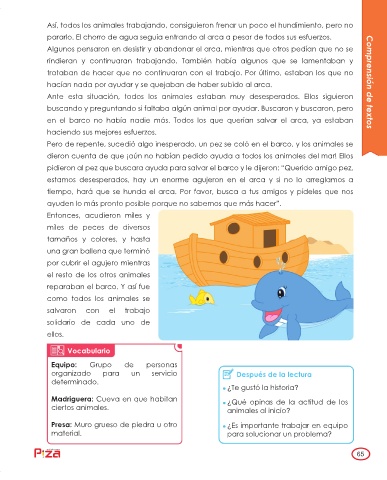 Así, todos los animales trabajando, consiguieron frenar un poco el hundimiento, pero no
pararlo. El chorro de agua seguía entrando al arca a pesar de todos sus esfuerzos.
Algunos pensaron en desistir y abandonar el arca, mientras que otros pedían que no se
rindieran y continuaran trabajando. También había algunos que se lamentaban y
trataban de hacer que no continuaran con el trabajo. Por último, estaban los que no
hacían nada por ayudar y se quejaban de haber subido al arca.
Ante esta situación, todos los animales estaban muy desesperados. Ellos siguieron
buscando y preguntando si faltaba algún animal por ayudar. Buscaron y buscaron, pero
en el barco no había nadie más. Todos los que querían salvar el arca, ya estaban
haciendo sus mejores esfuerzos.
Pero de repente, sucedió algo inesperado, un pez se coló en el barco, y los animales se
dieron cuenta de que ¡aún no habían pedido ayuda a todos los animales del mar! Ellos
pidieron al pez que buscara ayuda para salvar el barco y le dijeron: "Querido amigo pez,
estamos desesperados, hay un enorme agujero en el arca y si no lo arreglamos a
tiempo, hará que se hunda el arca. Por favor, busca a tus amigos y pídeles que nos
ayuden lo más pronto posible porque no sabemos que más hacer".
Entonces, acudieron miles y
miles de peces de diversos
tamaños y colores, y hasta
una gran ballena que terminó
por cubrir el agujero mientras
el resto de los otros animales
reparaban el barco. Y así fue
como todos los animales se
salvaron con el trabajo
solidario de cada uno de
ellos.
Comprensión de textos
Vocabulario
Equipo: Grupo de personas
organizado para un servicio
determinado.
Madriguera: Cueva en que habitan
ciertos animales.
Presa: Muro grueso de piedra u otro
material.
Después de la lectura
¿Te gustó la historia?
¿Qué opinas de la actitud de los
animales al inicio?
¿Es importante trabajar en equipo
para solucionar un problema?
Piza
65